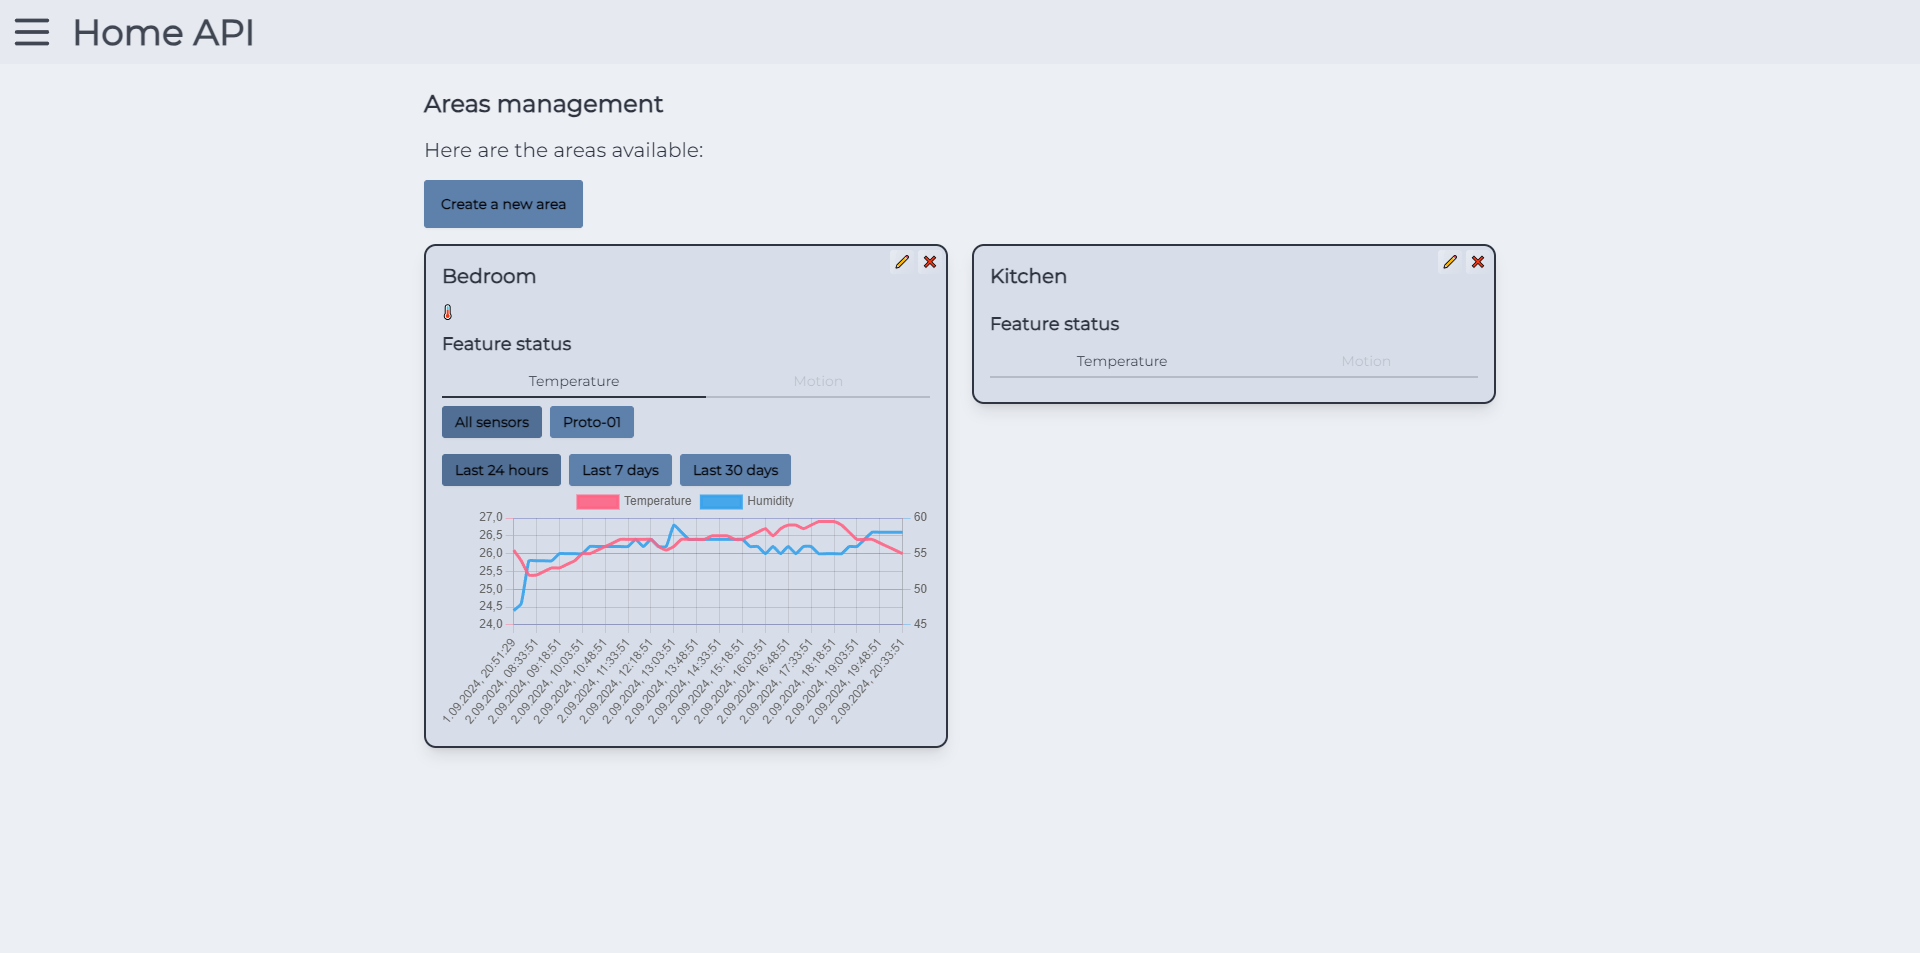 Home API
Areas management
Here are the areas available:
Create a new area
Bedroom
Feature status
Temperature Motion
All sensors Proto-01
Last 24 hours Last 7 days Last 30 days
Temperature Humidity
27,0 60
26,5
26,0 55
25,5
25,0 50
24,5
24,0 45
1.09.2024, 20:51:29
2.09.2024, 08:33:51
2.09.2024, 09:18:51
2.09.2024, 10:03:51
2.09.2024, 10:48:51
2.09.2024, 11:33:51
2.09.2024, 12:18:51
2.09.2024, 13:03:51
2.09.2024, 13:48:51
2.09.2024, 14:33:51
2.09.2024, 15:18:51
2.09.2024, 16:03:51
2.09.2024, 16:48:51
2.09.2024, 17:33:51
2.09.2024, 18:18:51
2.09.2024, 19:03:51
2.09.2024, 19:48:51
2.09.2024, 20:33:51
Kitchen
Feature status
Temperature Motion